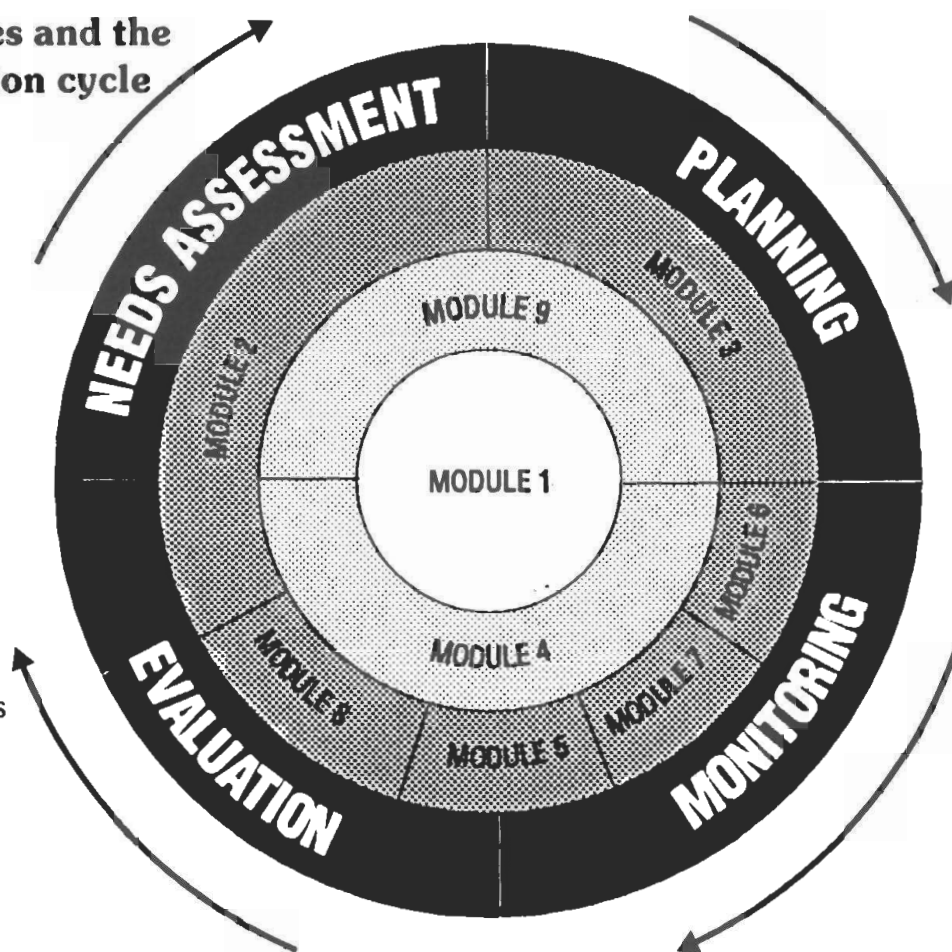 es and the
on cycle
NEEDS ASSESSMENT
PLANNING
MODULE 9
MODULE 3
MODULE 2
MODULE 1
MODULE 6
MODULE 4
MODULE 7
MODULE 8
MODULE 5
EVALUATION
MONITORING
s